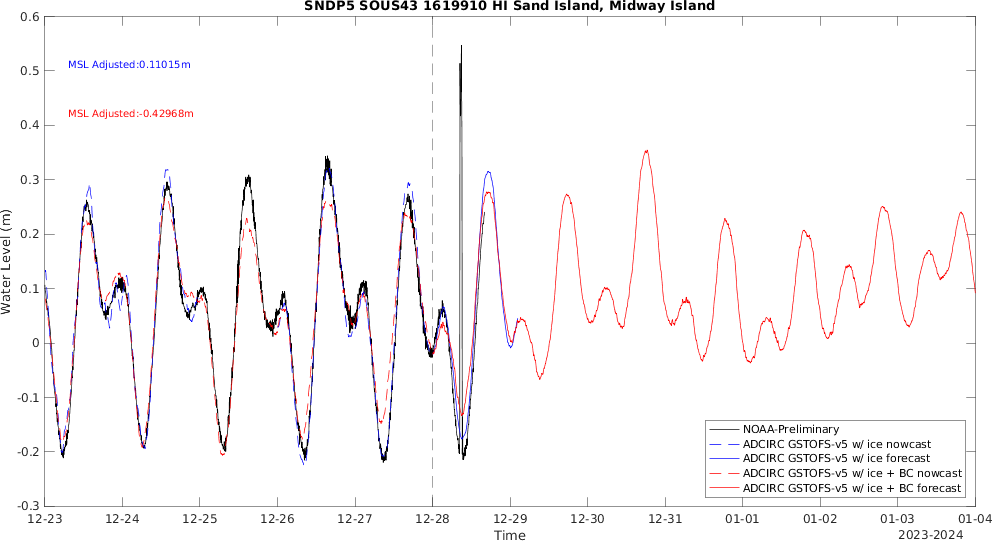 SNDP5 SOUS43 1619910 HI Sand Island, Midway Island
0.6
0.5
0.4
0.3
0.2
0.1
0
-0.1
-0.2
-0.3
Water Level (m)
MSL Adjusted:0.11015m
MSL Adjusted:-0.42968m
NOAA-Preliminary
ADCIRC GSTOFS-v5 w/ ice nowcast
ADCIRC GSTOFS-v5 w/ ice forecast
ADCIRC GSTOFS-v5 w/ ice + BC nowcast
ADCIRC GSTOFS-v5 w/ ice + BC forecast
12-23 12-24 12-25 12-26 12-27 12-28 12-29 12-30 12-31 01-01 01-02 01-03 01-04
Time
2023-2024